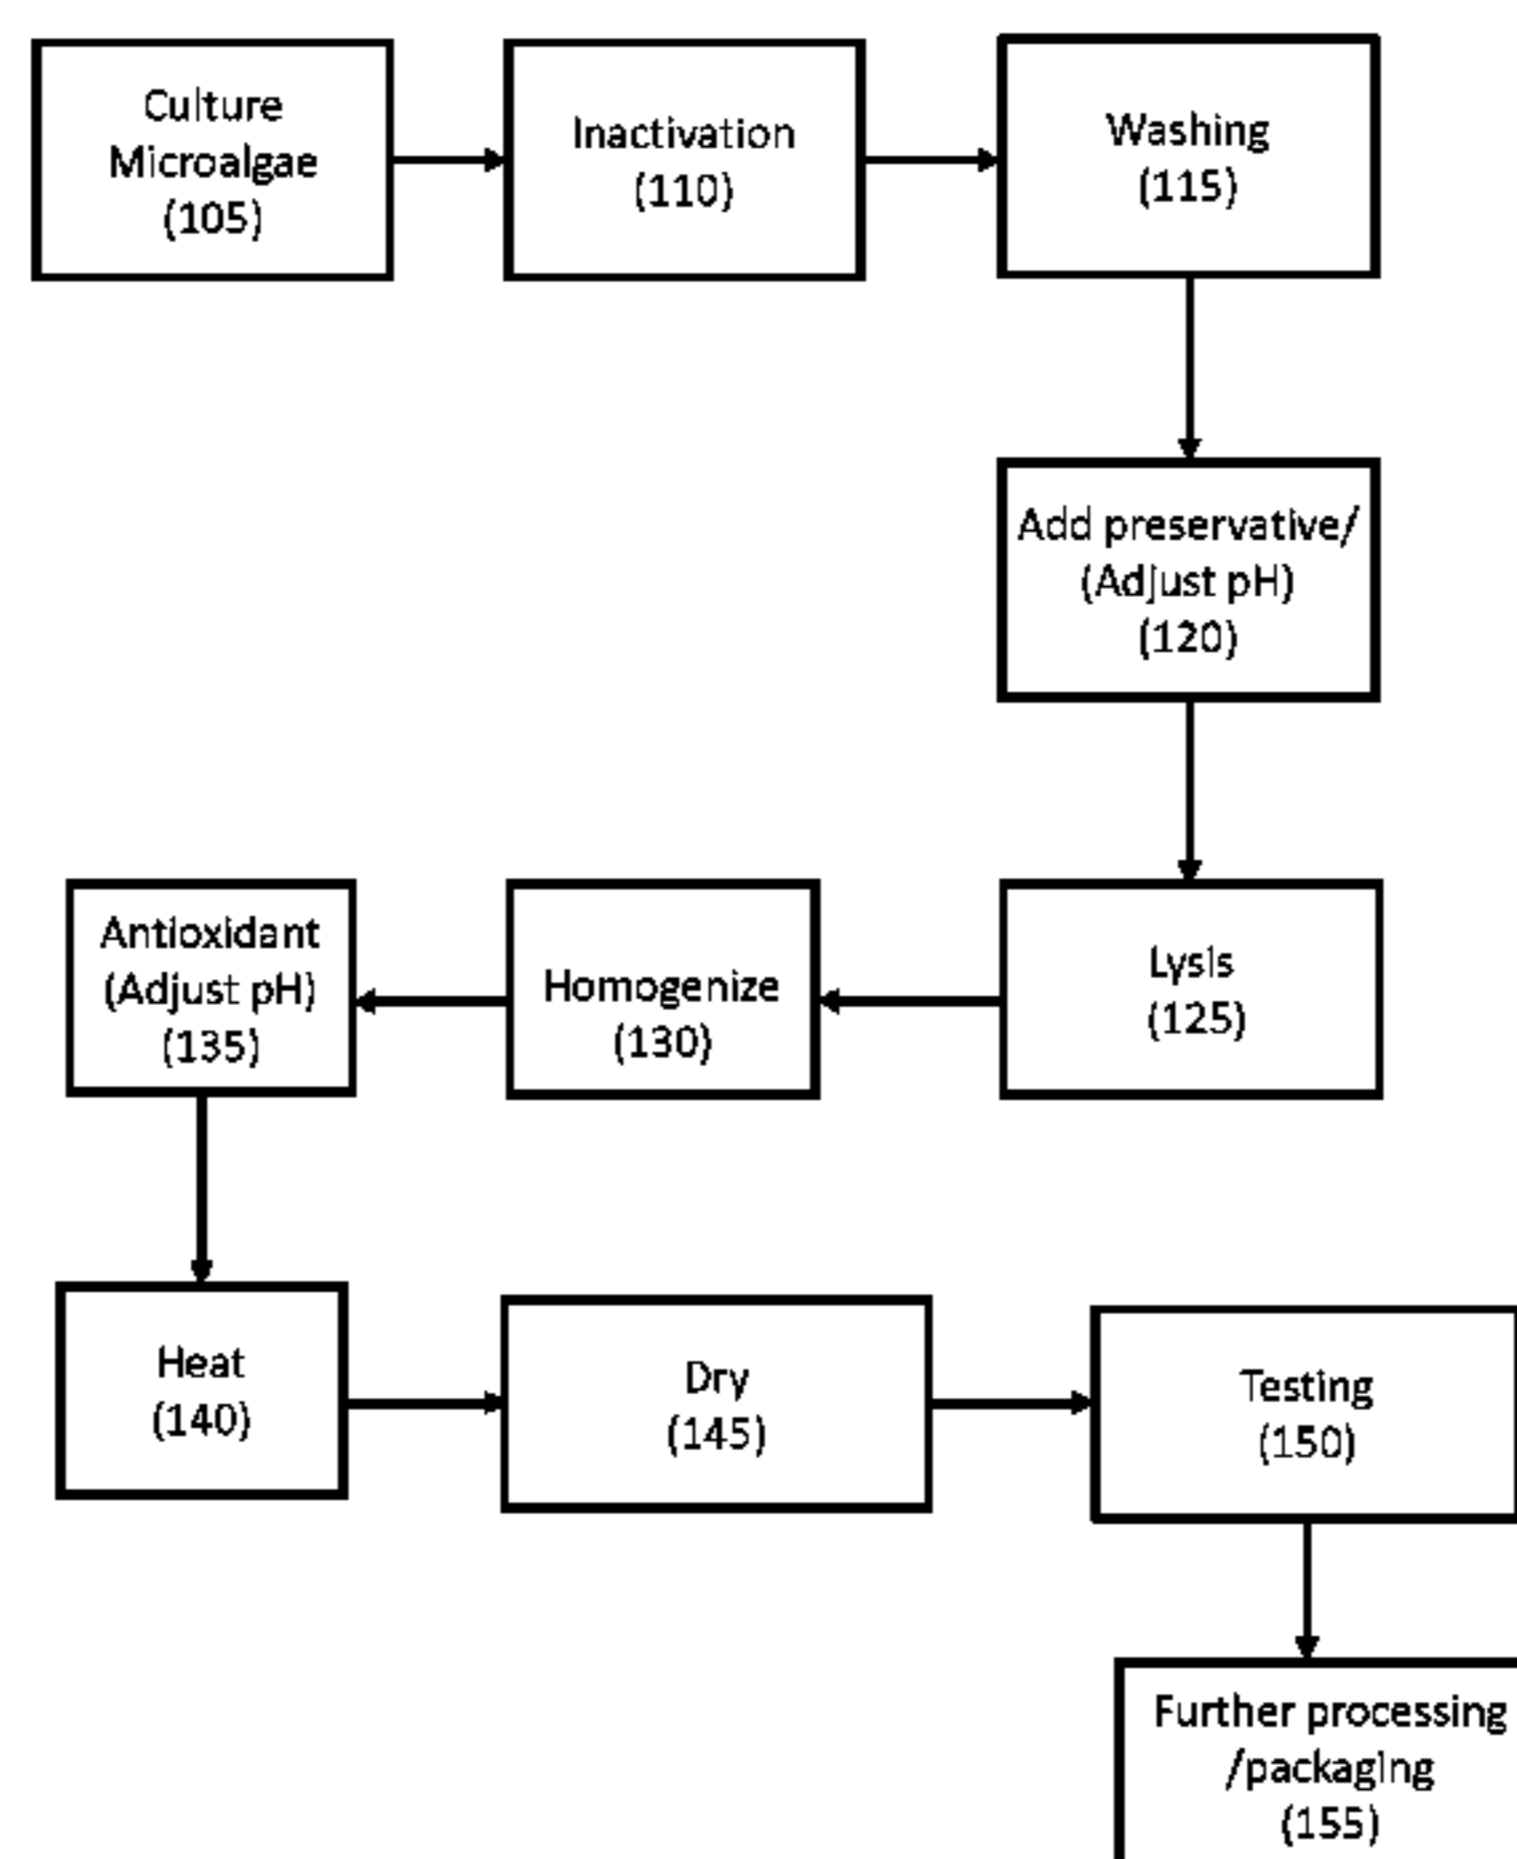 Culture
Microalgae
(105)
Inactivation
(110)
Washing
(115)
Add preservative/
(Adjust pH)
(120)
Lysis
(125)
Homogenize
(130)
Antioxidant
(Adjust pH)
(135)
Heat
(140)
Dry
(145)
Testing
(150)
Further processing
/packaging
(155)